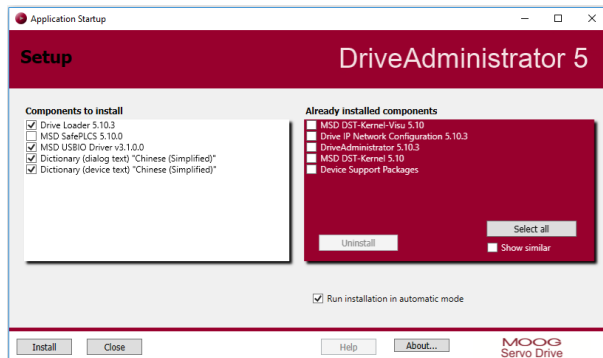 Application Startup
Setup
DriveAdministrator 5
Components to install
Drive Loader 5.10.3
MSD SafePLCS 5.10.0
MSD USBIO Driver v3.1.0.0
Dictionary (dialog text) "Chinese (Simplified)"
Dictionary (device text) "Chinese (Simplified)"
Already installed components
MSD DST-Kernel-Visu 5.10
Drive IP Network Configuration 5.10.3
DriveAdministrator 5.10.3
MSD DST-Kernel 5.10
Device Support Packages
Select all
Uninstall
Show similar
Run installation in automatic mode
Install
Close
Help
About...
MOOG
Servo Drive